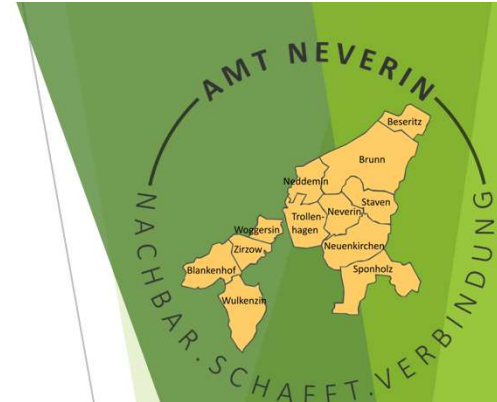 AMT NEVERIN
Beseritz
Brunn
Neddemin
Staven
Trollen-
hagen
Neverin
Woggersin
Neuenkirchen
Zirzow
Sponholz
Blankenhof
Wulkenzin
NACHBAR.SCHAFFT.VERBINDUNG